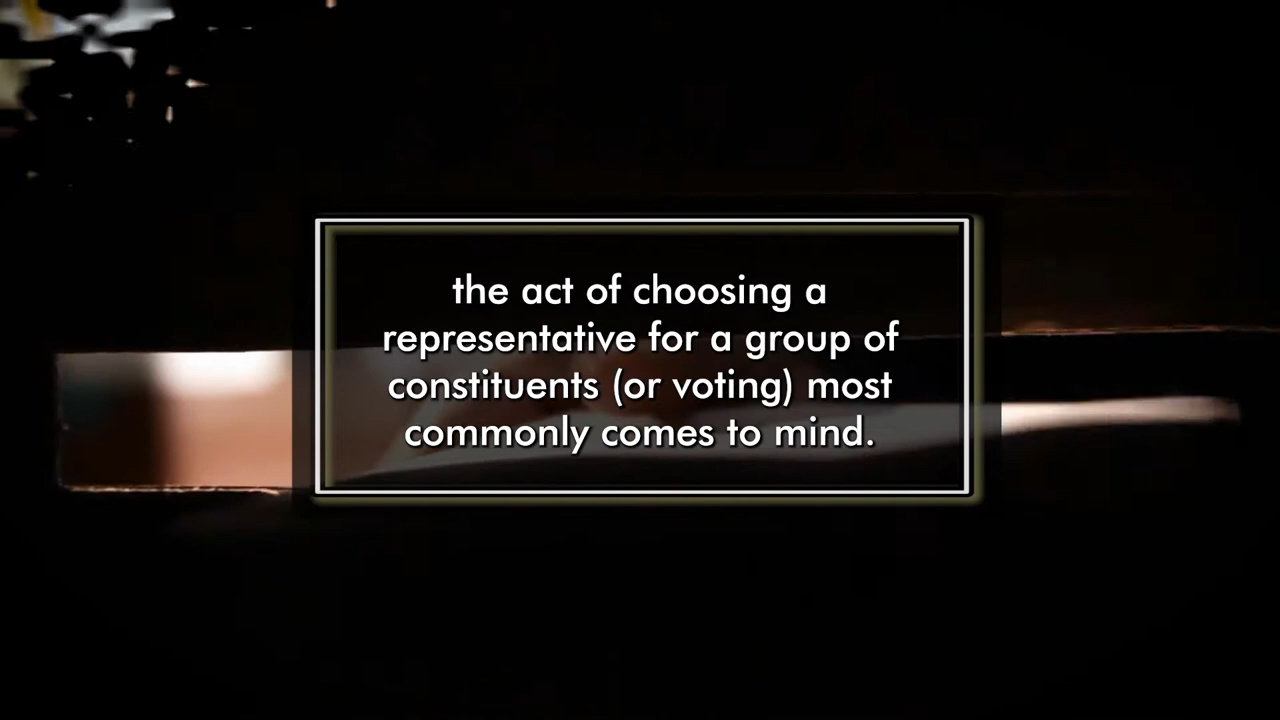 the act of choosing a
representative for a group of
constituents (or voting) most
commonly comes to mind.